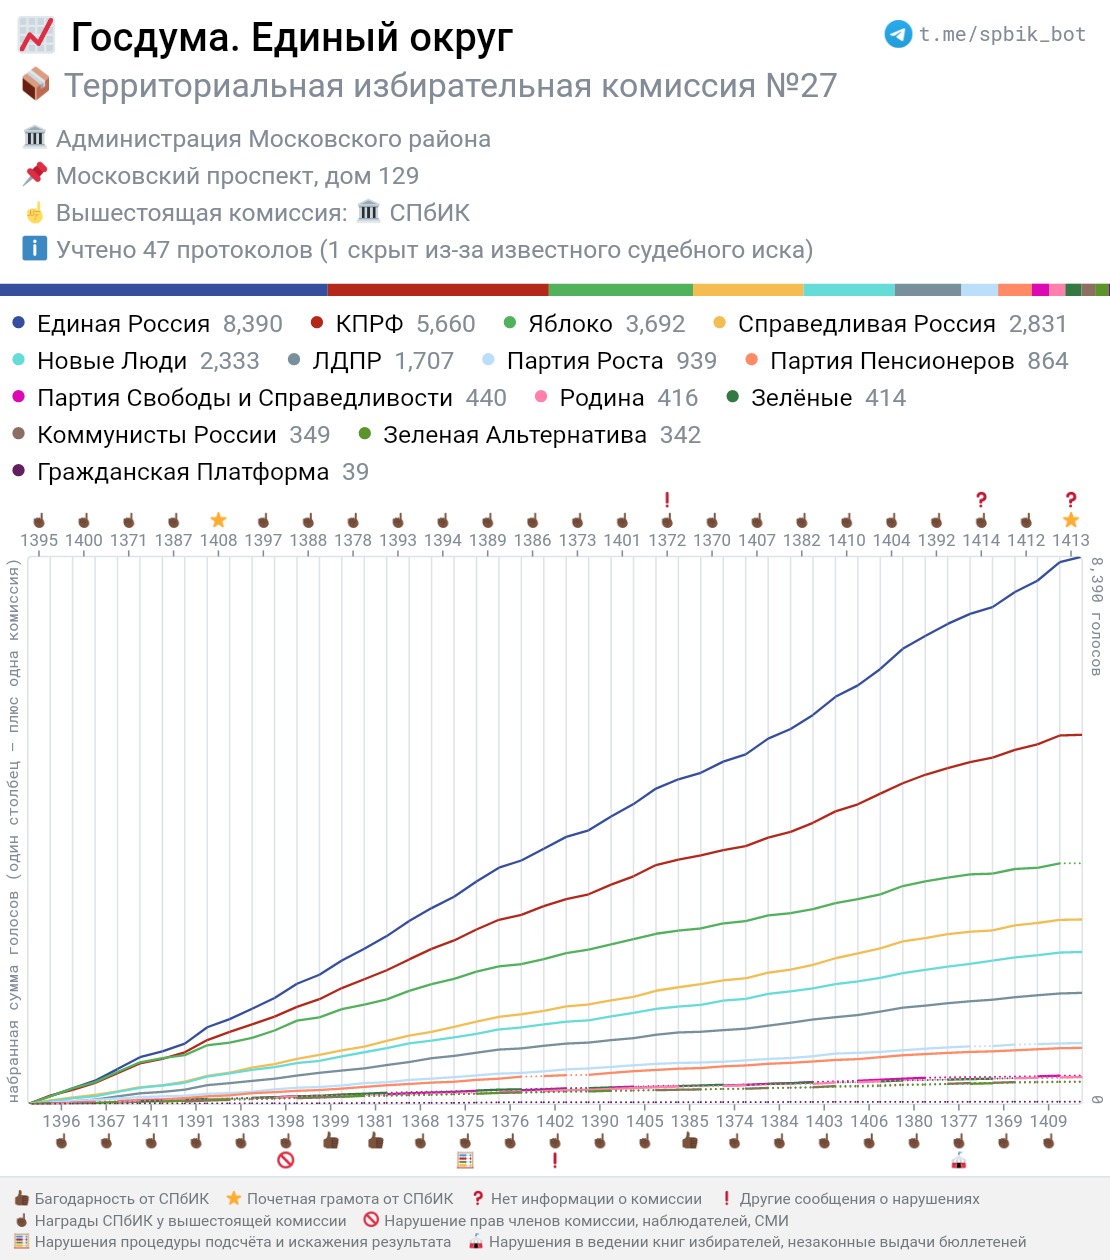 Госдума. Единый округ
t.me/spbik_bot
Территориальная избирательная комиссия №27
Администрация Московского района
Московский проспект, дом 129
Вышестоящая комиссия: СПбИК
Учтено 47 протоколов (1 скрыт из-за известного судебного иска)
Единая Россия 8,390 КПРФ 5,660 Яблоко 3,692 Справедливая Россия 2,831
Новые Люди 2,333 ЛДПР 1,707 Партия Роста 939 Партия Пенсионеров 864
Партия Свободы и Справедливости 440 Родина 416 Зелёные 414
Коммунисты России 349 Зеленая Альтернатива 342
Гражданская Платформа 39
1395 1400 1371 1387 1408 1397 1388 1378 1393 1394 1389 1386 1373 1401 1372 1370 1407 1382 1410 1404 1392 1414 1412 1413
набранная сумма голосов (один столбец — плюс одна комиссия)
8,390 голосов
0
1396 1367 1411 1391 1383 1398 1399 1381 1368 1375 1376 1402 1390 1405 1385 1374 1384 1403 1406 1380 1377 1369 1409
Багодарность от СПбИК Почетная грамота от СПбИК Нет информации о комиссии Другие сообщения о нарушениях
Награды СПбИК у вышестоящей комиссии Нарушение прав членов комиссии, наблюдателей, СМИ
Нарушения процедуры подсчёта и искажения результата Нарушения в ведении книг избирателей, незаконные выдачи бюллетеней